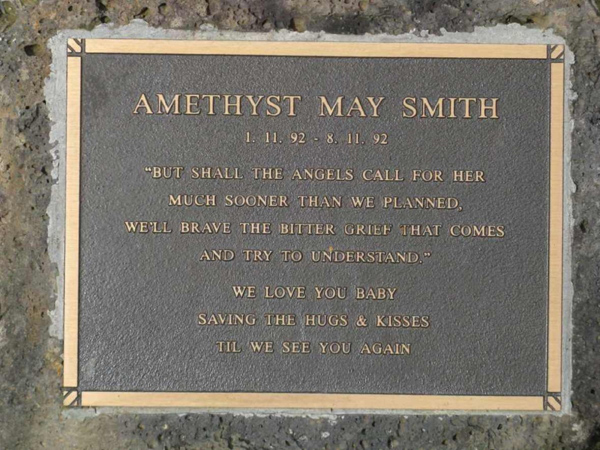 AMETHYST MAY SMITH
1. 11. 92 - 8. 11. 92
"BUT SHALL THE ANGELS CALL FOR HER
MUCH SOONER THAN WE PLANNED,
WE'LL BRAVE THE BITTER GRIEF THAT COMES
AND TRY TO UNDERSTAND."
WE LOVE YOU BABY
SAVING THE HUGS & KISSES
TIL WE SEE YOU AGAIN